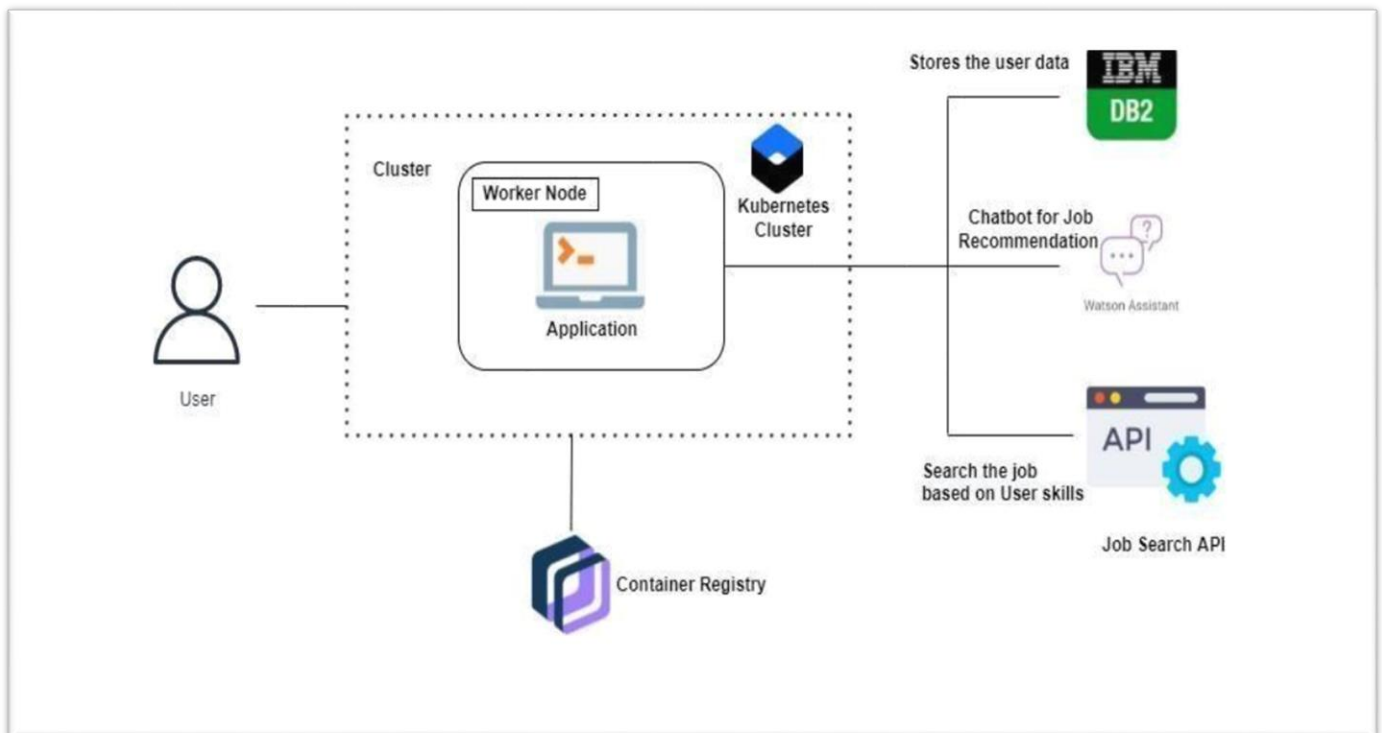 Stores the user data
IBM
DB2
Cluster
Worker Node
Kubernetes
Cluster
Application
Chatbot for Job
Recommendation
?
Watson Assistant
User
API
Search the job
based on User skills
Job Search API
Container Registry